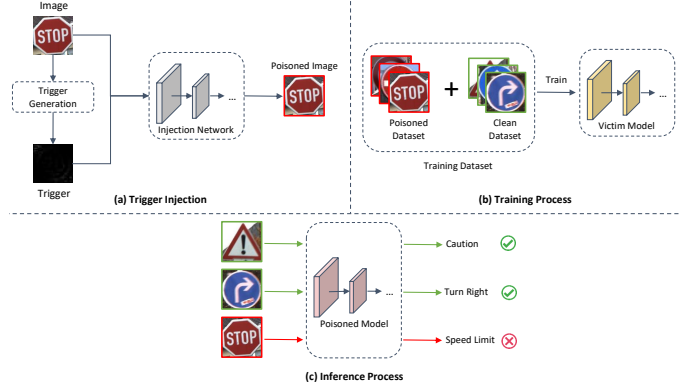 Image
STOP
Trigger
Generation
Trigger
Injection Network
...
Poisoned Image
STOP
(a) Trigger Injection
STOP
Poisoned
Dataset
+
Clean
Dataset
Training Dataset
Train
Victim Model
...
(b) Training Process
STOP
Poisoned Model
...
Caution
Turn Right
Speed Limit
(c) Inference Process